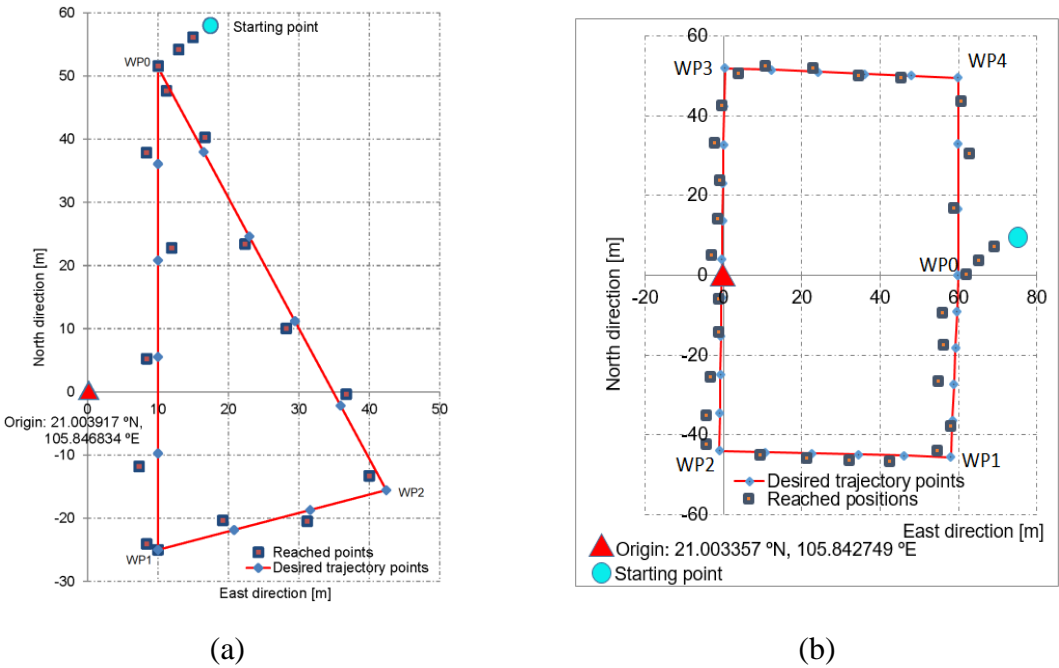 60
50
40
30
20
10
0
-10
-20
-30
0
10
20
30
40
50
North direction [m]
East direction [m]
Starting point
WP0
Origin: 21.003917 ºN,
105.846834 ºE
WP2
WP1
Reached points
Desired trajectory points
(a)
60
40
20
0
-20
-40
-60
-20
0
20
40
60
80
North direction [m]
WP3
WP4
WP0
WP2
WP1
Desired trajectory points
Reached positions
East direction [m]
Origin: 21.003357 ºN, 105.842749 ºE
Starting point
(b)